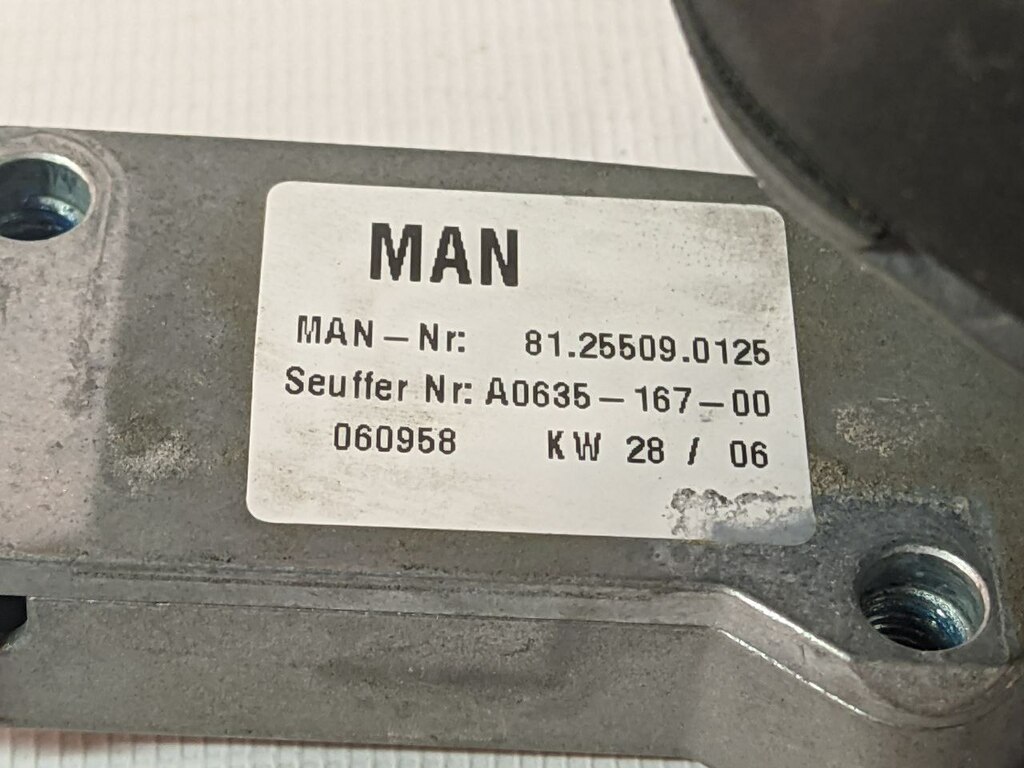 MAN
MAN-Nr: 81.25509.0125
Seuffer Nr: A0635-167-00
060958 KW 28 / 06